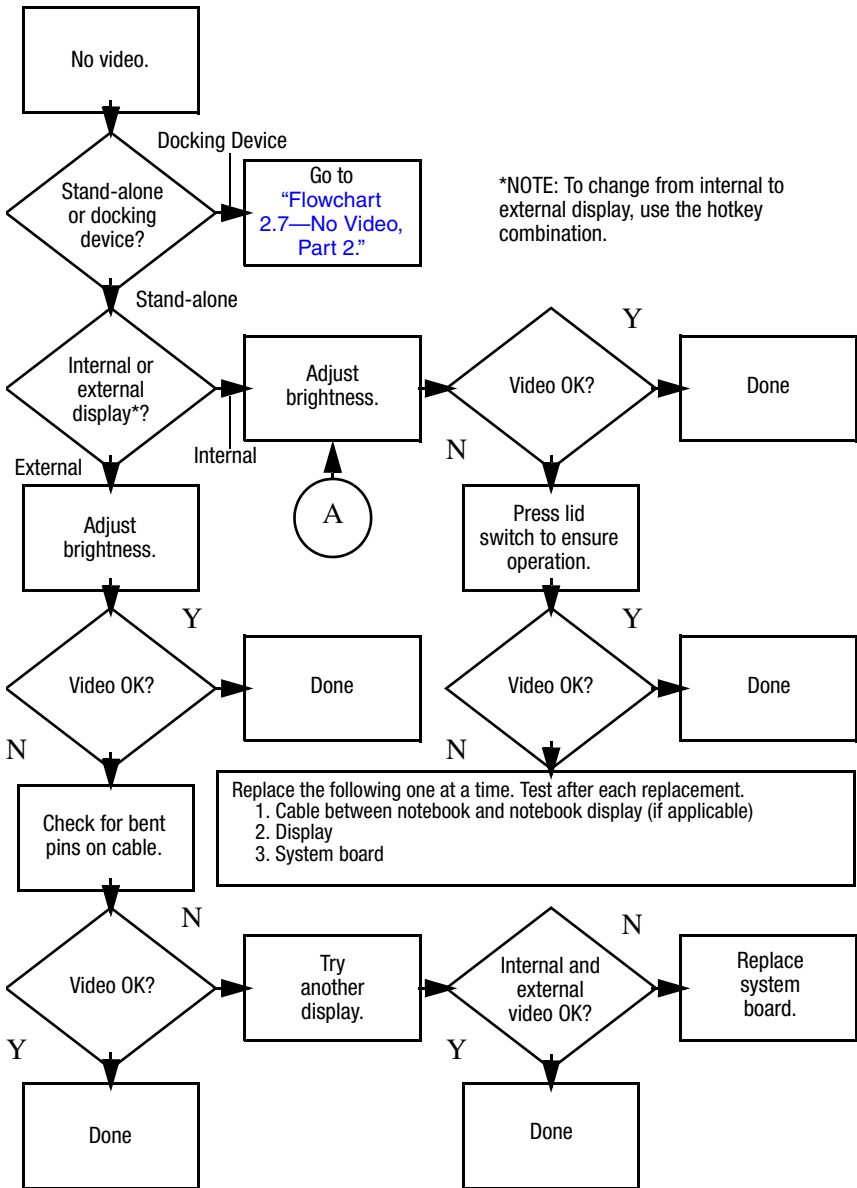 No video.
Docking Device
Stand-alone
or docking
device?
Go to
“Flowchart
2.7—No Video,
Part 2.”
*NOTE: To change from internal to
external display, use the hotkey
combination.
Stand-alone
Internal or
external
display*?
Internal
External
Adjust
brightness.
A
Video OK?
Y
Done
N
Press lid
switch to ensure
operation.
Adjust
brightness.
Video OK?
Y
Done
N
Video OK?
Y
Done
N
Replace the following one at a time. Test after each replacement.
1. Cable between notebook and notebook display (if applicable)
2. Display
3. System board
Check for bent
pins on cable.
Video OK?
N
Try
another
display.
Internal and
external
video OK?
N
Replace
system
board.
Y
Done
Y
Done